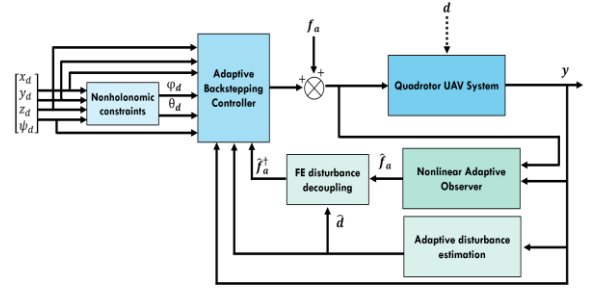 f_a
d
x_d
y_d
z_d
ψ_d
Nonholonomic
constraints
φ_d
θ_d
Adaptive
Backstepping
Controller
+
+
Quadrotor UAV System
y
f̂_a^†
FE disturbance
decoupling
f̂_a
Nonlinear Adaptive
Observer
d̂
Adaptive disturbance
estimation